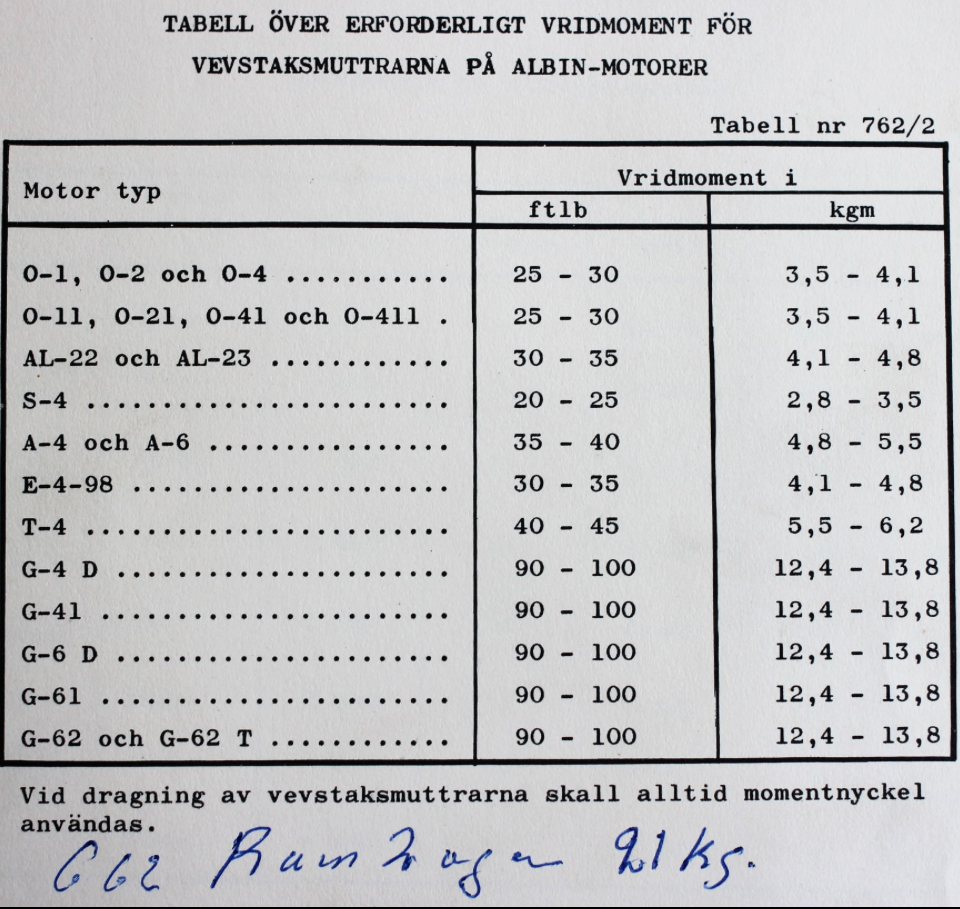 TABELL ÖVER ERFORDERLIGT VRIDMOMENT FÖR
VEVSTAKSMUTTRARNA PÅ ALBIN-MOTORER
Tabell nr 762/2
Motor typ
Vridmoment i
ftlb kgm
O-1, O-2 och O-4 ........... 25 - 30 3,5 - 4,1
O-11, O-21, O-41 och O-411 . 25 - 30 3,5 - 4,1
AL-22 och AL-23 ............ 30 - 35 4,1 - 4,8
S-4 ........................ 20 - 25 2,8 - 3,5
A-4 och A-6 ................ 35 - 40 4,8 - 5,5
E-4-98 ..................... 30 - 35 4,1 - 4,8
T-4 ........................ 40 - 45 5,5 - 6,2
G-4 D ...................... 90 - 100 12,4 - 13,8
G-41 ....................... 90 - 100 12,4 - 13,8
G-6 D ...................... 90 - 100 12,4 - 13,8
G-61 ....................... 90 - 100 12,4 - 13,8
G-62 och G-62 T ............ 90 - 100 12,4 - 13,8
Vid dragning av vevstaksmuttrarna skall alltid momentnyckel
användas.
G62 kg.